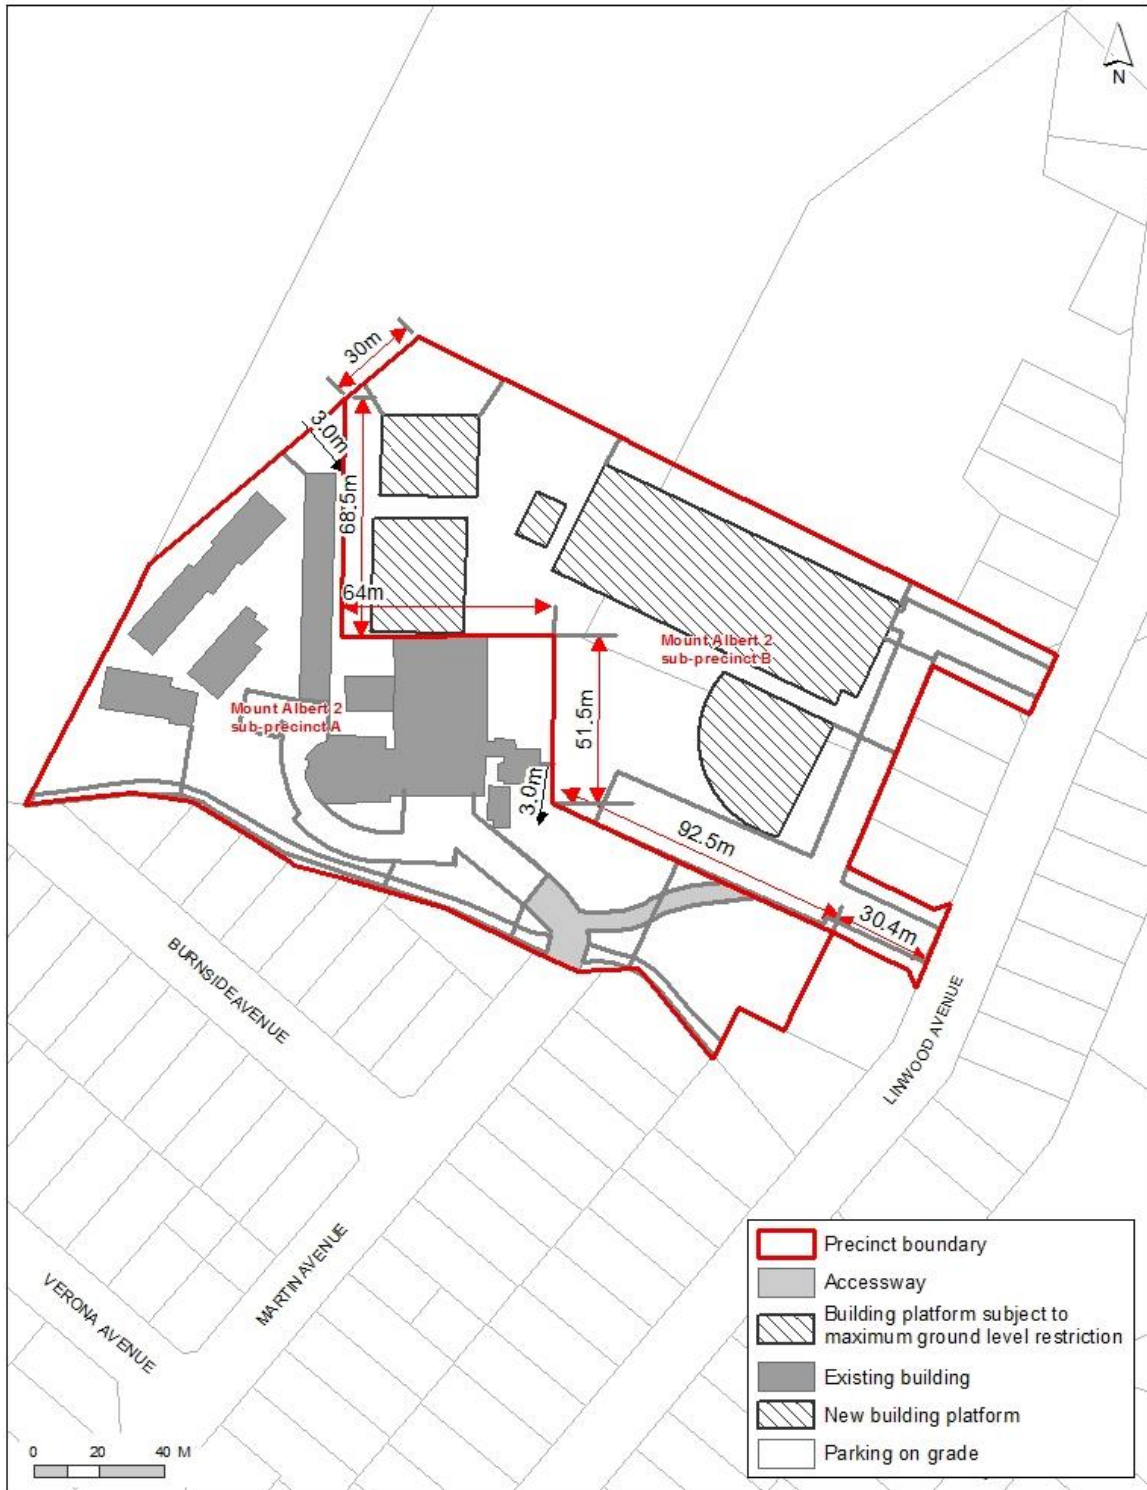 N
30m
3.0m
68.5m
64m
Mount Albert 2
sub-precinct B
Mount Albert 2
sub-precinct A
51.5m
3.0m
92.5m
30.4m
BURNSIDE AVENUE
LINWOOD AVENUE
MARTIN AVENUE
VERONA AVENUE
Precinct boundary
Accessway
Building platform subject to
maximum ground level restriction
Existing building
New building platform
Parking on grade
0 20 40 M